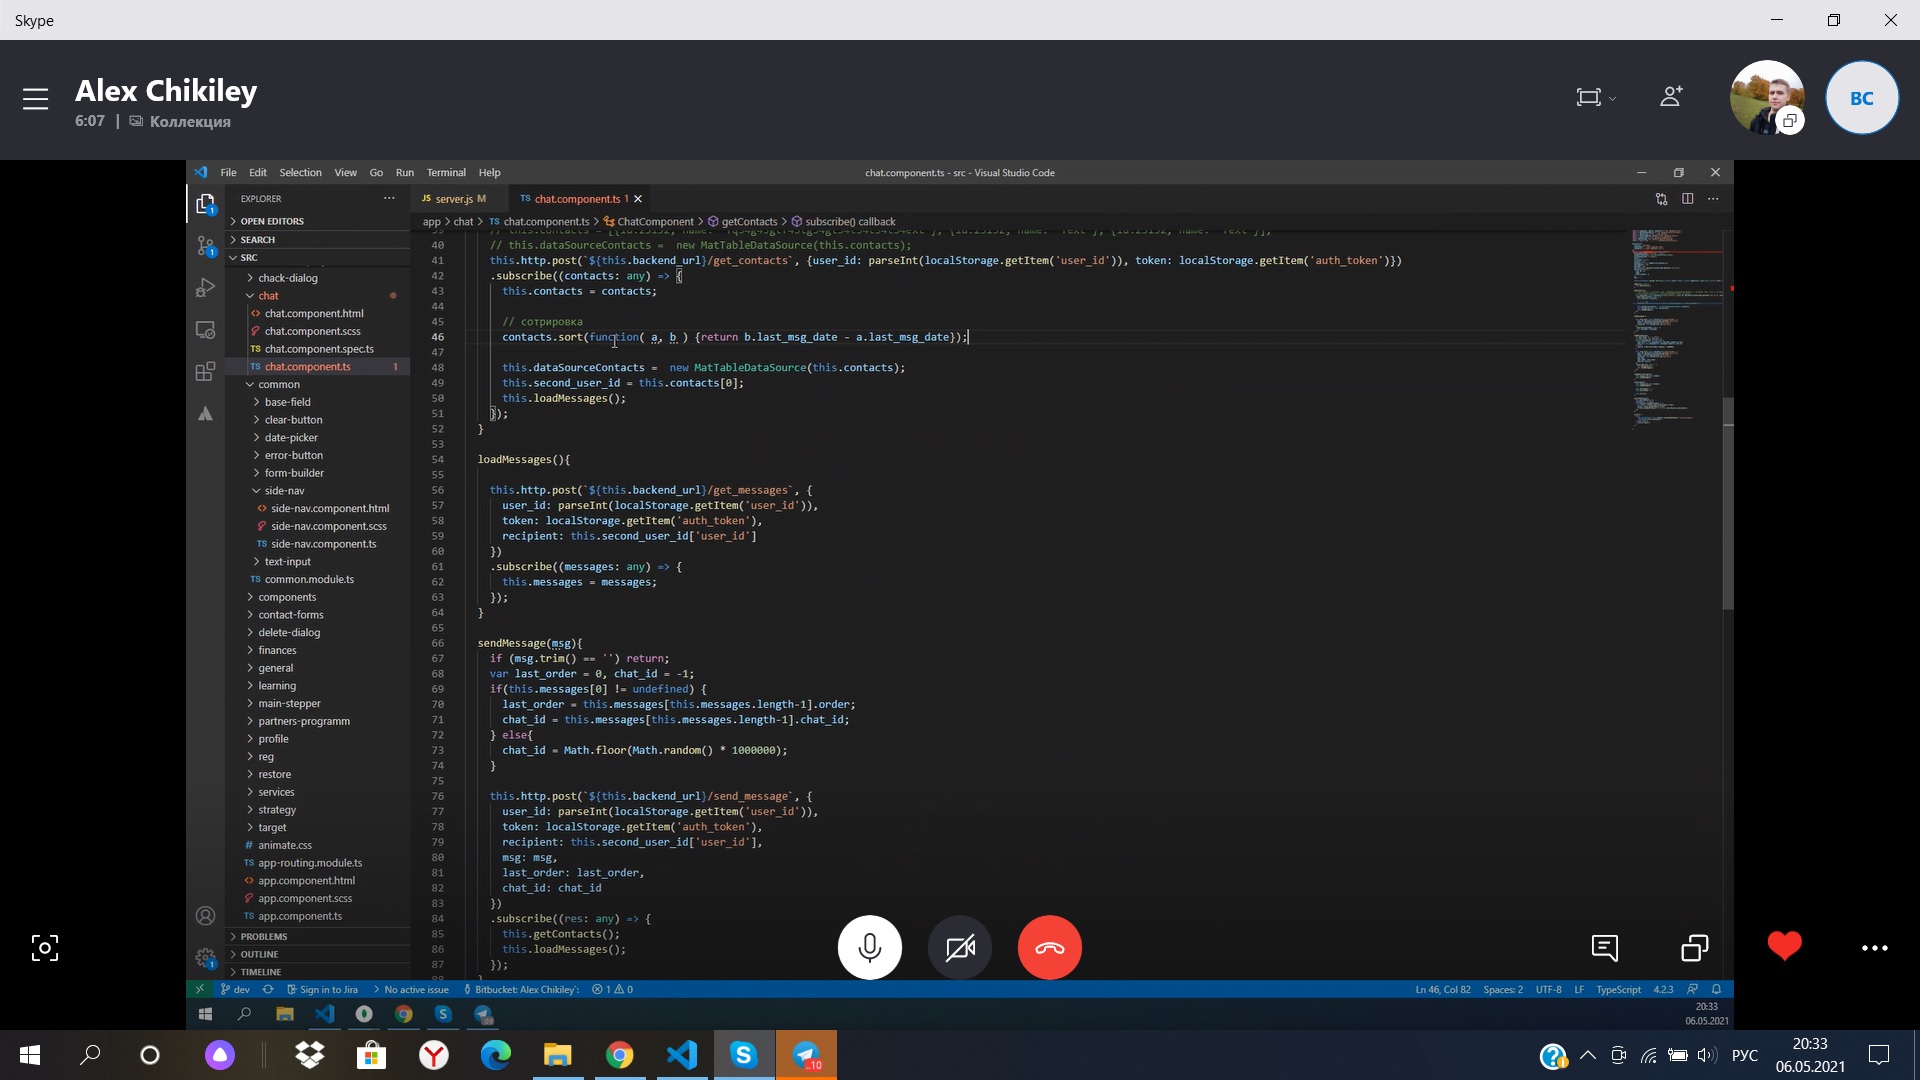 Skype
Alex Chikiley
6:07 | Коллекция
BC
File Edit Selection View Go Run Terminal Help
chat.component.ts - src - Visual Studio Code
EXPLORER
JS server.js M
TS chat.component.ts 1
app > chat > TS chat.component.ts > ChatComponent > getContacts > subscribe() callback
OPEN EDITORS
SEARCH
SRC
chack-dialog
chat
chat.component.html
chat.component.scss
TS chat.component.spec.ts
TS chat.component.ts 1
common
base-field
clear-button
date-picker
error-button
form-builder
side-nav
side-nav.component.html
side-nav.component.scss
TS side-nav.component.ts
text-input
TS common.module.ts
components
contact-forms
delete-dialog
finances
general
learning
main-stepper
partners-programm
profile
reg
restore
services
strategy
target
# animate.css
TS app-routing.module.ts
app.component.html
app.component.scss
TS app.component.ts
PROBLEMS
OUTLINE
TIMELINE
40 // this.dataSourceContacts =  new MatTableDataSource(this.contacts);
41 this.http.post(`${this.backend_url}/get_contacts`, {user_id: parseInt(localStorage.getItem('user_id')), token: localStorage.getItem('auth_token')})
42 .subscribe((contacts: any) => {
43 this.contacts = contacts;
44
45 // сотрировка
46 contacts.sort(function( a, b ) {return b.last_msg_date - a.last_msg_date});
47
48 this.dataSourceContacts =  new MatTableDataSource(this.contacts);
49 this.second_user_id = this.contacts[0];
50 this.loadMessages();
51 });
52 }
53
54 loadMessages(){
55
56 this.http.post(`${this.backend_url}/get_messages`, {
57 user_id: parseInt(localStorage.getItem('user_id')),
58 token: localStorage.getItem('auth_token'),
59 recipient: this.second_user_id['user_id']
60 })
61 .subscribe((messages: any) => {
62 this.messages = messages;
63 });
64 }
65
66 sendMessage(msg){
67 if (msg.trim() == '') return;
68 var last_order = 0, chat_id = -1;
69 if(this.messages[0] != undefined) {
70 last_order = this.messages[this.messages.length-1].order;
71 chat_id = this.messages[this.messages.length-1].chat_id;
72 } else{
73 chat_id = Math.floor(Math.random() * 1000000);
74 }
75
76 this.http.post(`${this.backend_url}/send_message`, {
77 user_id: parseInt(localStorage.getItem('user_id')),
78 token: localStorage.getItem('auth_token'),
79 recipient: this.second_user_id['user_id'],
80 msg: msg,
81 last_order: last_order,
82 chat_id: chat_id
83 })
84 .subscribe((res: any) => {
85 this.getContacts();
86 this.loadMessages();
87 });
dev Sign in to Jira No active issue Bitbucket: Alex Chikiley`: 1 0
Ln 46, Col 82 Spaces: 2 UTF-8 LF TypeScript 4.2.3
20:33
06.05.2021
..10
РУС
20:33
06.05.2021